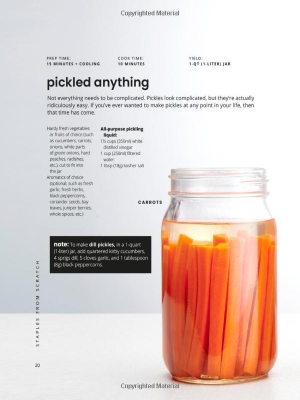 Copyrighted Material
PREP TIME:
15 MINUTES + COOLING
COOK TIME:
10 MINUTES
YIELD:
1-QT (1-LITER) JAR
pickled anything
Not everything needs to be complicated. Pickles look complicated, but they're actually
ridiculously easy. If you've ever wanted to make pickles at any point in your life, then
that time has come.
Hardy fresh vegetables
or fruits of choice (such
as cucumbers, carrots,
onions, white parts
of green onions, hard
peaches, radishes,
etc.), cut to fit into
the jar
Aromatics of choice
(optional, such as fresh
garlic, fresh herbs,
black peppercorns,
coriander seeds, bay
leaves, juniper berries,
whole spices, etc.)
All-purpose pickling
liquid:
1½ cups (350ml) white
distilled vinegar
1 cup (250ml) filtered
water
1 tbsp (18g) kosher salt
CARROTS
note: To make dill pickles, in a 1-quart
(1-liter) jar, add quartered kirby cucumbers,
4 sprigs dill, 5 cloves garlic, and 1 tablespoon
(8g) black peppercorns.
STAPLES FROM SCRATCH
20
Copyrighted Material